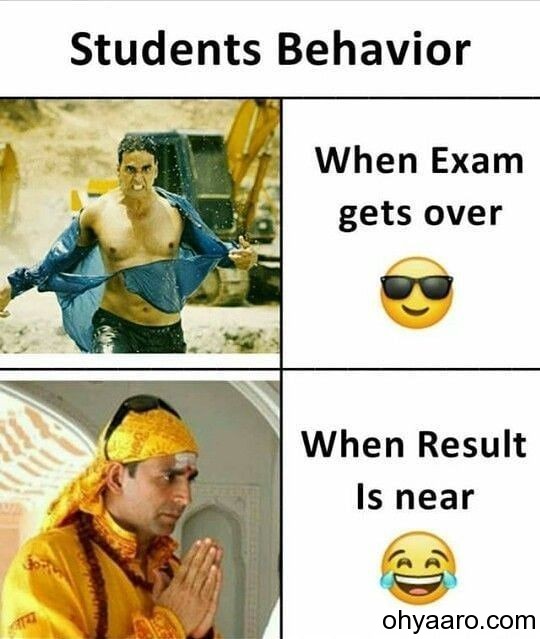 Students Behavior
When Exam
gets over
When Result
Is near
ohyaaro.com